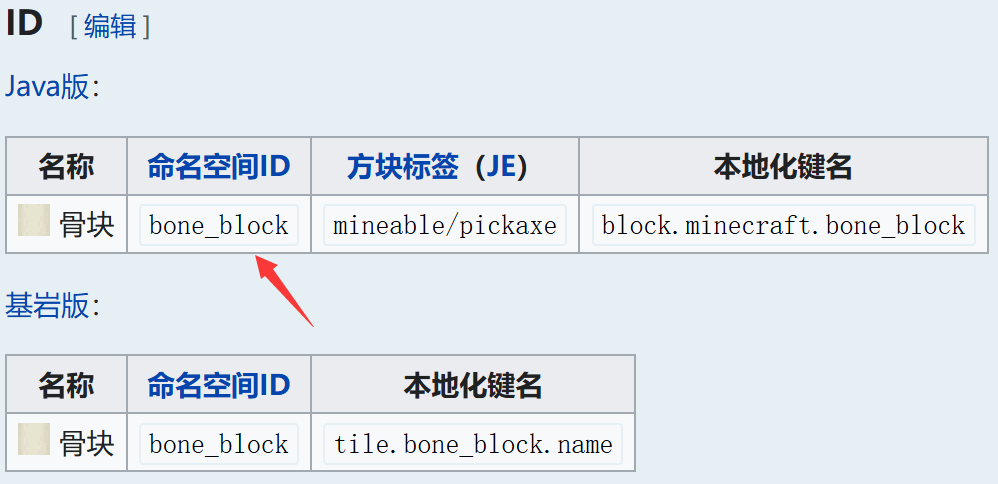 ID [编辑]
Java版：
名称 命名空间ID 方块标签（JE） 本地化键名
骨块 bone_block mineable/pickaxe block.minecraft.bone_block
基岩版：
名称 命名空间ID 本地化键名
骨块 bone_block tile.bone_block.name